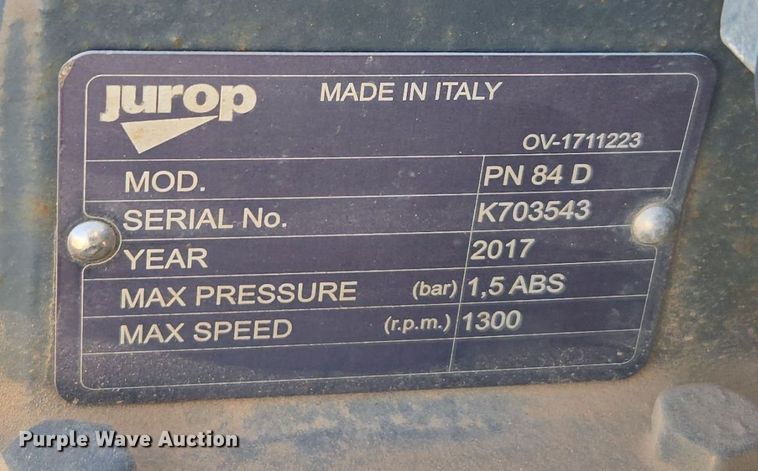 jurop MADE IN ITALY
OV-1711223
MOD. PN 84 D
SERIAL No. K703543
YEAR 2017
MAX PRESSURE (bar) 1,5 ABS
MAX SPEED (r.p.m.) 1300
Purple Wave Auction